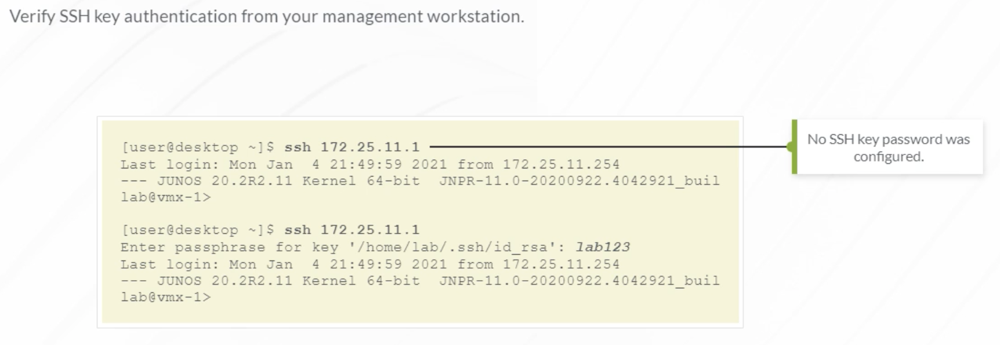 Verify SSH key authentication from your management workstation.
[user@desktop ~]$ ssh 172.25.11.1
Last login: Mon Jan  4 21:49:59 2021 from 172.25.11.254
--- JUNOS 20.2R2.11 Kernel 64-bit  JNPR-11.0-20200922.4042921_buil
lab@vmx-1>
[user@desktop ~]$ ssh 172.25.11.1
Enter passphrase for key '/home/lab/.ssh/id_rsa': lab123
Last login: Mon Jan  4 21:49:59 2021 from 172.25.11.254
--- JUNOS 20.2R2.11 Kernel 64-bit  JNPR-11.0-20200922.4042921_buil
lab@vmx-1>
No SSH key password was
configured.